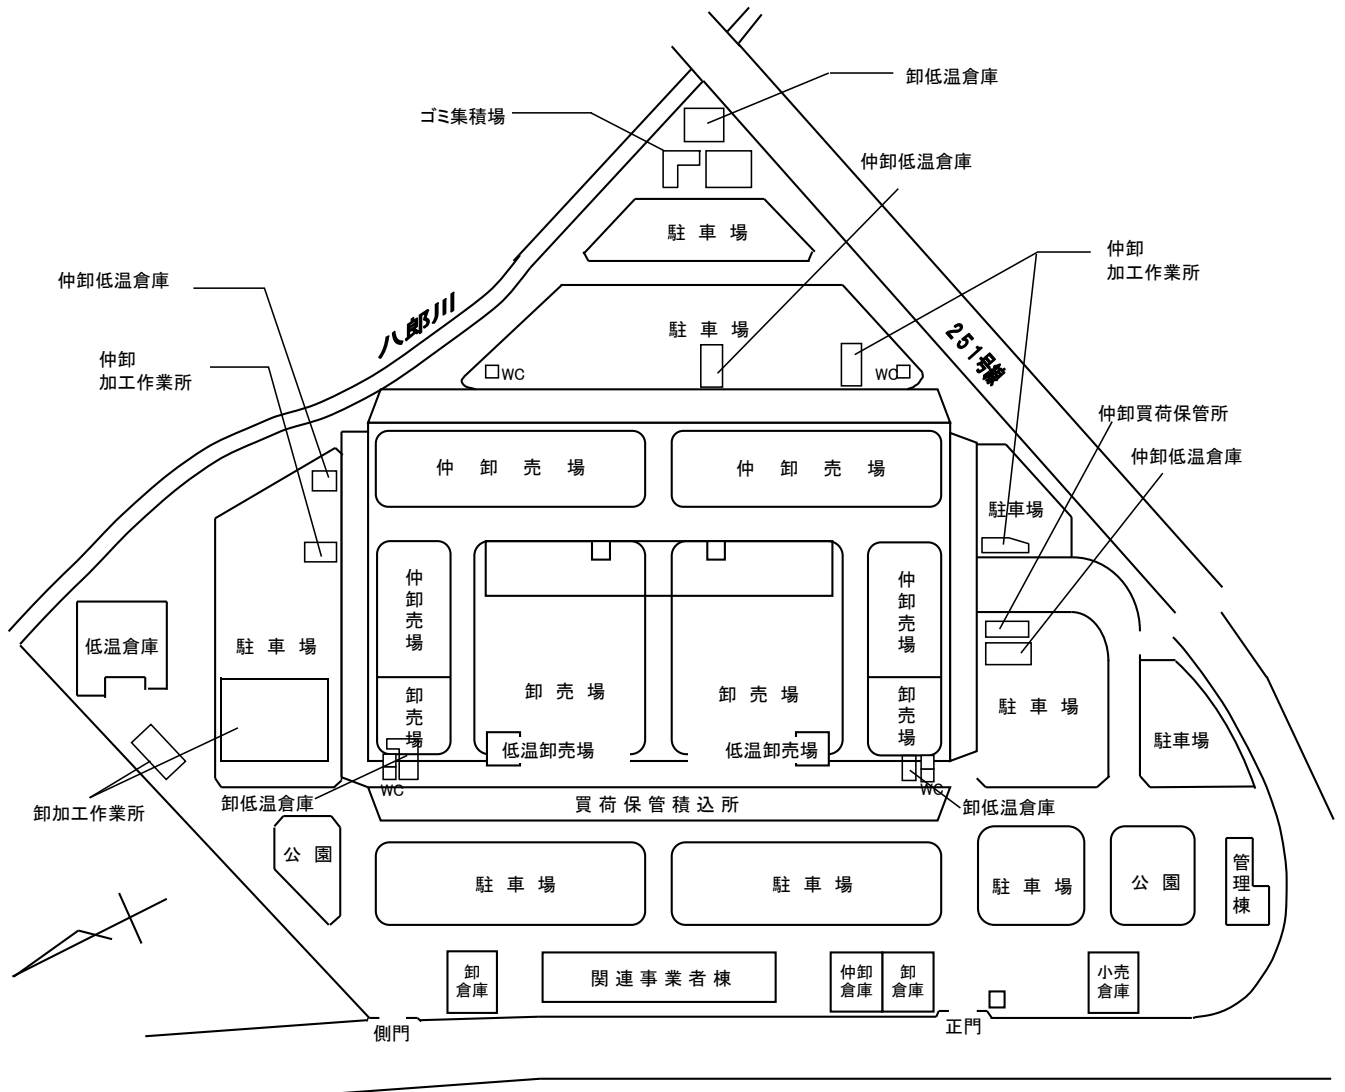 卸低温倉庫
ゴミ集積場
仲卸低温倉庫
駐車場
仲卸
加工作業所
仲卸低温倉庫
八郎川
駐車場
251号線
仲卸
加工作業所
WC
WC
仲卸買荷保管所
仲卸低温倉庫
仲卸売場
仲卸売場
駐車場
仲卸売場
仲卸売場
低温倉庫
駐車場
卸売場
卸売場
卸売場
卸売場
駐車場
駐車場
低温卸売場
低温卸売場
WC
WC
卸加工作業所
卸低温倉庫
買荷保管積込所
卸低温倉庫
公園
駐車場
駐車場
駐車場
公園
管理棟
卸
倉庫
関連事業者棟
仲卸
倉庫
卸
倉庫
小売
倉庫
側門
正門